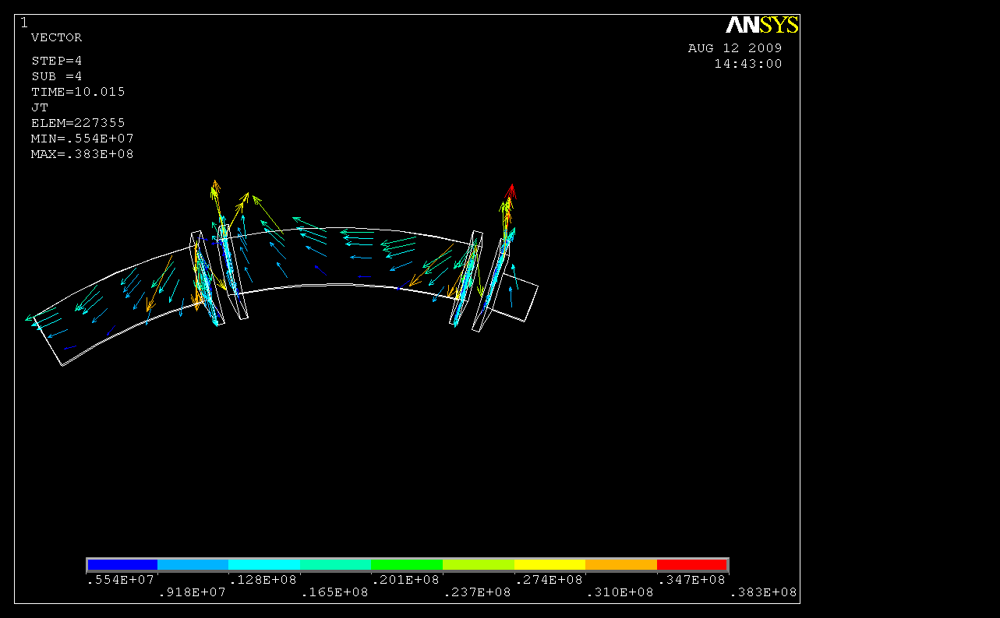 1
ANSYS
VECTOR
AUG 12 2009
14:43:00
STEP=4
SUB =4
TIME=10.015
JT
ELEM=227355
MIN=.554E+07
MAX=.383E+08
.554E+07 .128E+08 .201E+08 .274E+08 .347E+08
.918E+07 .165E+08 .237E+08 .310E+08 .383E+08